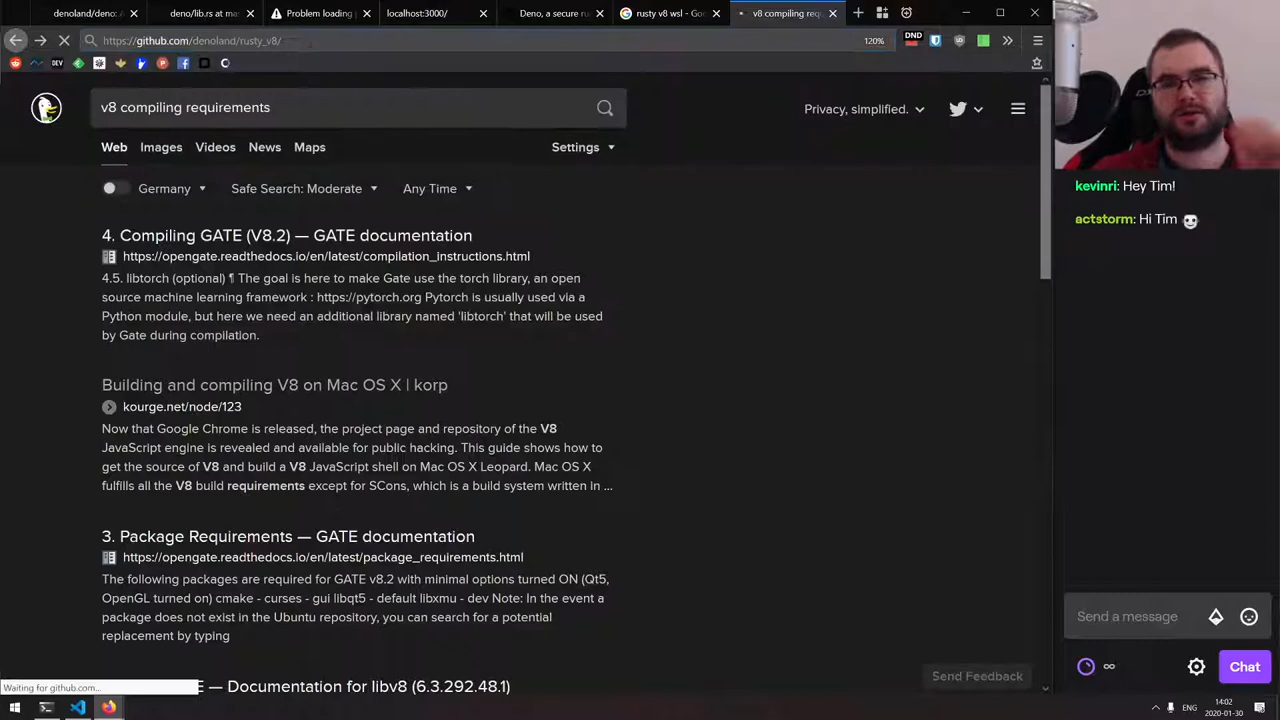 deno/deno: A
deno/lib.rs at mas
Problem loading
localhost:3000/
Deno, a secure ru
rusty v8 wsl - Goo
v8 compiling requ
https://github.com/denoland/rusty_v8/
120%
DND
DEV
v8 compiling requirements
Privacy, simplified.
Web
Images
Videos
News
Maps
Settings
Germany
Safe Search: Moderate
Any Time
4. Compiling GATE (V8.2) — GATE documentation
https://opengate.readthedocs.io/en/latest/compilation_instructions.html
4.5. libtorch (optional) ¶ The goal is here to make Gate use the torch library, an open
source machine learning framework : https://pytorch.org Pytorch is usually used via a
Python module, but here we need an additional library named 'libtorch' that will be used
by Gate during compilation.
Building and compiling V8 on Mac OS X | korp
kourge.net/node/123
Now that Google Chrome is released, the project page and repository of the V8
JavaScript engine is revealed and available for public hacking. This guide shows how to
get the source of V8 and build a V8 JavaScript shell on Mac OS X Leopard. Mac OS X
fulfills all the V8 build requirements except for SCons, which is a build system written in ...
3. Package Requirements — GATE documentation
https://opengate.readthedocs.io/en/latest/package_requirements.html
The following packages are required for GATE v8.2 with minimal options turned ON (Qt5,
OpenGL turned on) cmake - curses - gui libqt5 - default libxmu - dev Note: In the event a
package does not exist in the Ubuntu repository, you can search for a potential
replacement by typing
E — Documentation for libv8 (6.3.292.48.1)
Send Feedback
Waiting for github.com...
kevinri: Hey Tim!
actstorm: Hi Tim
Send a message
Chat
ENG
14:02
2020-01-30